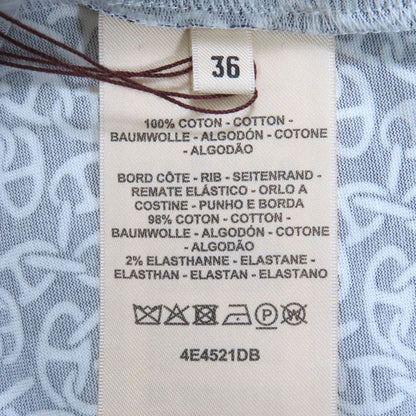 36
100% COTON - COTTON -
BAUMWOLLE - ALGODÓN - COTONE
- ALGODÃO
BORD CÔTE - RIB - SEITENRAND -
REMATE ELÁSTICO - ORLO A
COSTINE - PUNHO E BORDA
98% COTON - COTTON -
BAUMWOLLE - ALGODÓN - COTONE
- ALGODÃO
2% ELASTHANNE - ELASTANE -
ELASTHAN - ELASTAN - ELASTANO
P W
4E4521DB